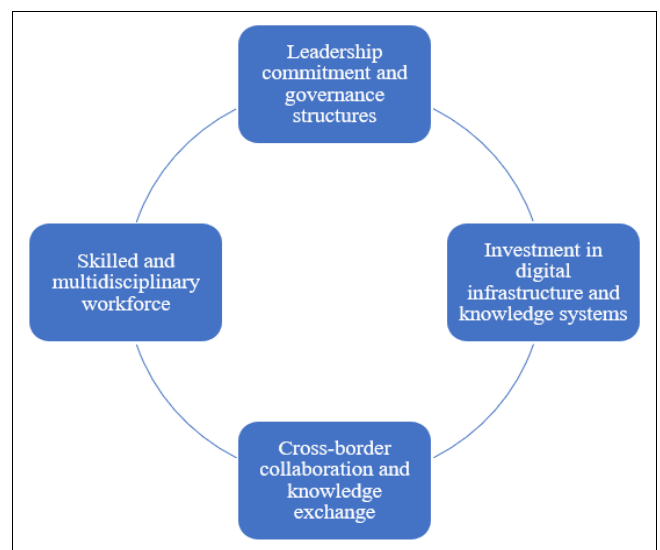 Leadership
commitment and
governance
structures
Investment in
digital
infrastructure and
knowledge systems
Cross-border
collaboration and
knowledge
exchange
Skilled and
multidisciplinary
workforce